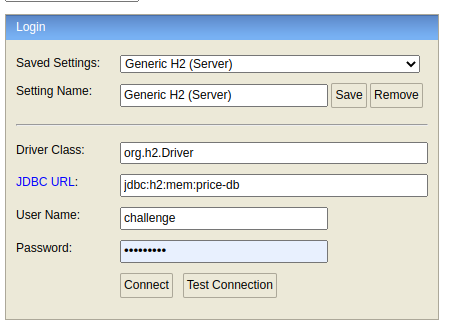 Login
Saved Settings: Generic H2 (Server)
Setting Name: Generic H2 (Server) Save Remove
Driver Class: org.h2.Driver
JDBC URL: jdbc:h2:mem:price-db
User Name: challenge
Password: •••••••••
Connect Test Connection